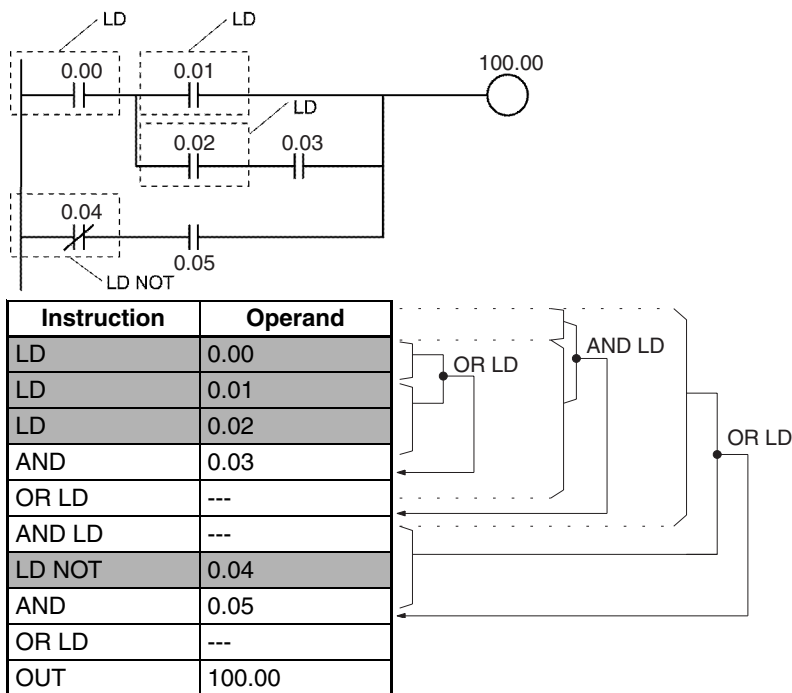 LD LD
0.00 0.01 100.00
LD
0.02 0.03
0.04
0.05
LD NOT
Instruction Operand
LD 0.00
LD 0.01
LD 0.02
AND 0.03
OR LD ---
AND LD ---
LD NOT 0.04
AND 0.05
OR LD ---
OUT 100.00
OR LD
AND LD
OR LD